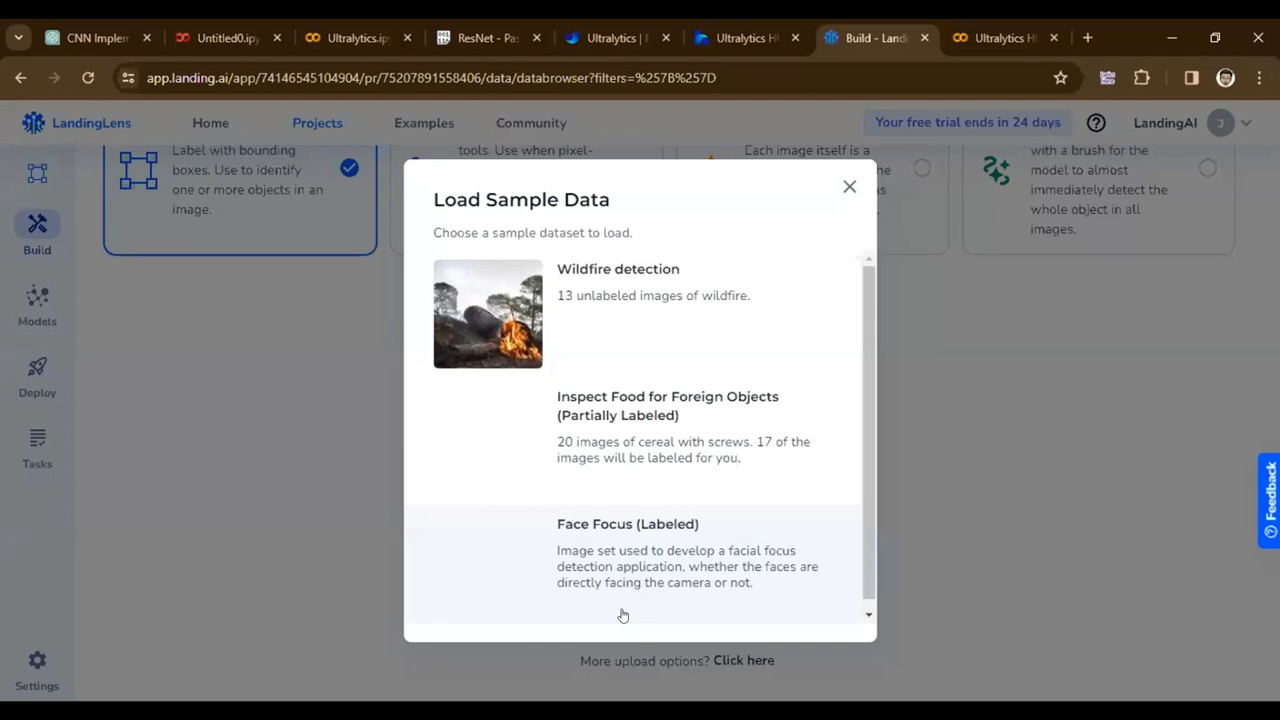 CNN Implem
Untitled0.ipy
Ultralytics.ip
ResNet - Pas
Ultralytics |
Ultralytics H
Build - Land
Ultralytics H
app.landing.ai/app/74146545104904/pr/75207891558406/data/databrowser?filters=%257B%257D
LandingLens
Home
Projects
Examples
Community
Your free trial ends in 24 days
LandingAI
J
Label with bounding
boxes. Use to identify
one or more objects in an
image.
tools. Use when pixel-
Each image itself is a
with a brush for the
model to almost
immediately detect the
whole object in all
images.
Build
Models
Deploy
Tasks
Settings
Load Sample Data
Choose a sample dataset to load.
Wildfire detection
13 unlabeled images of wildfire.
Inspect Food for Foreign Objects
(Partially Labeled)
20 images of cereal with screws. 17 of the
images will be labeled for you.
Face Focus (Labeled)
Image set used to develop a facial focus
detection application, whether the faces are
directly facing the camera or not.
More upload options? Click here
Feedback